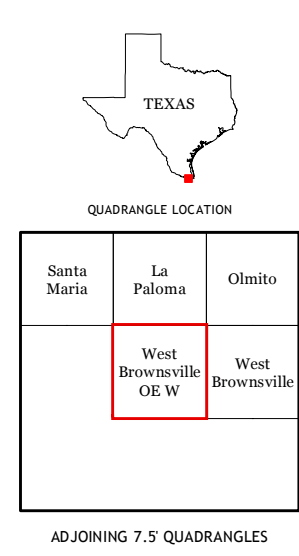 TEXAS
QUADRANGLE LOCATION
Santa
Maria
La
Paloma
Olmito
West
Brownsville
OE W
West
Brownsville
ADJOINING 7.5' QUADRANGLES